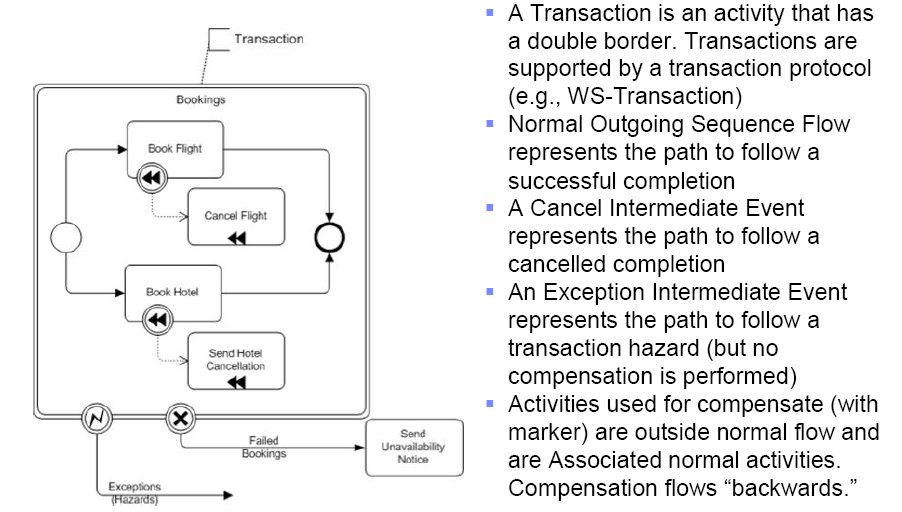 Transaction
Bookings
Book Flight
Cancel Flight
Book Hotel
Send Hotel
Cancellation
Failed
Bookings
Send
Unavailability
Notice
Exceptions
(Hazards)
A Transaction is an activity that has
a double border. Transactions are
supported by a transaction protocol
(e.g., WS-Transaction)
Normal Outgoing Sequence Flow
represents the path to follow a
successful completion
A Cancel Intermediate Event
represents the path to follow a
cancelled completion
An Exception Intermediate Event
represents the path to follow a
transaction hazard (but no
compensation is performed)
Activities used for compensate (with
marker) are outside normal flow and
are Associated normal activities.
Compensation flows “backwards.”